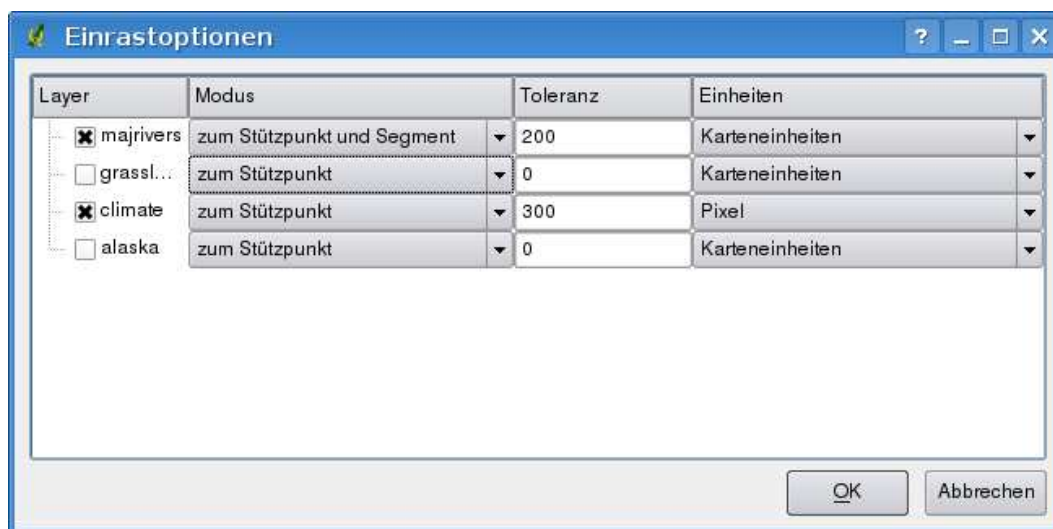 Einrastoptionen
Layer Modus Toleranz Einheiten
majrivers zum Stützpunkt und Segment 200 Karteneinheiten
grassl... zum Stützpunkt 0 Karteneinheiten
climate zum Stützpunkt 300 Pixel
alaska zum Stützpunkt 0 Karteneinheiten
OK Abbrechen